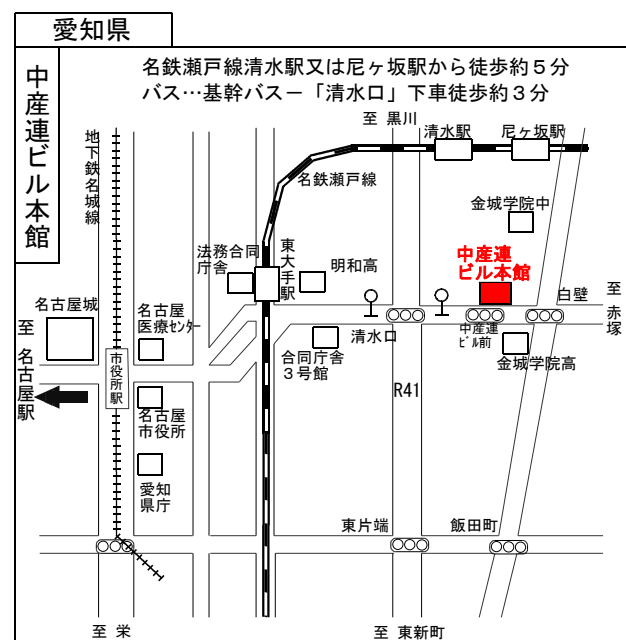 愛知県
中産連ビル本館
名鉄瀬戸線清水駅又は尼ヶ坂駅から徒歩約５分
バス…基幹バス－「清水口」下車徒歩約３分
至 黒川
清水駅
尼ヶ坂駅
地下鉄名城線
名鉄瀬戸線
金城学院中
法務合同
庁舎
東大手駅
明和高
中産連
ビル本館
白壁
至 赤塚
名古屋城
名古屋
医療ｾﾝﾀｰ
至 名古屋駅
市役所駅
清水口
中産連
ﾋﾞﾙ前
合同庁舎
３号館
金城学院高
R41
名古屋
市役所
愛知
県庁
東片端
飯田町
至 栄
至 東新町